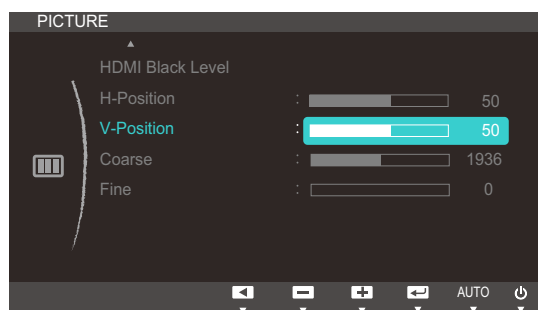 PICTURE
HDMI Black Level
H-Position : 50
V-Position : 50
Coarse : 1936
Fine : 0
AUTO